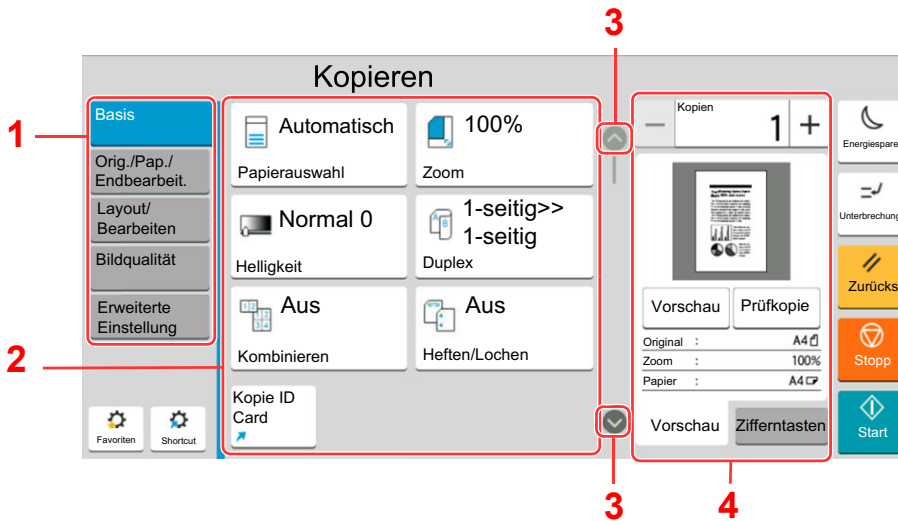 3
Kopieren
1
Basis
Orig./Pap./
Endbearbeit.
Layout/
Bearbeiten
Bildqualität
Erweiterte
Einstellung
Favoriten
Shortcut
2
Automatisch
Papierauswahl
100%
Zoom
Normal 0
Helligkeit
1-seitig>>
1-seitig
Duplex
Aus
Kombinieren
Aus
Heften/Lochen
Kopie ID
Card
3
Kopien
1
Vorschau
Prüfkopie
Original : A4
Zoom : 100%
Papier : A4
Vorschau
Zifferntasten
4
Energiespare
Unterbrechung
Zurücks
Stopp
Start